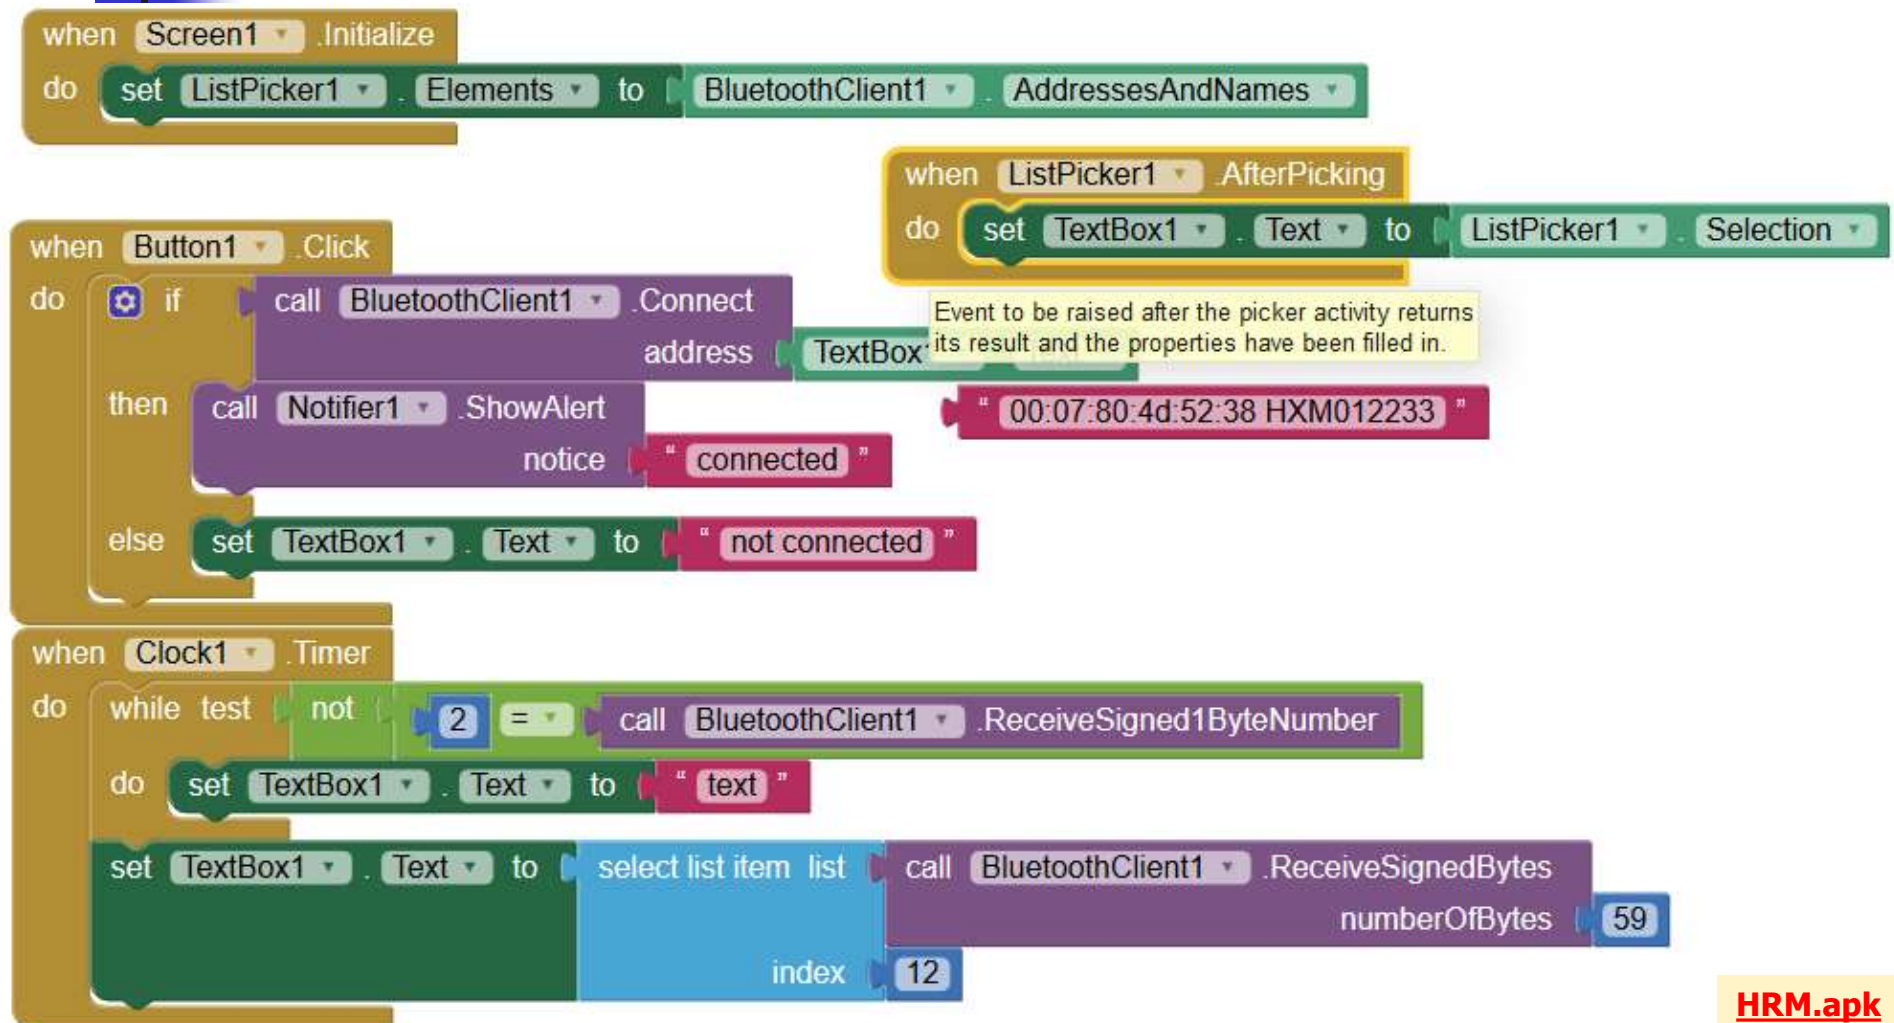 when Screen1 .Initialize
do set ListPicker1 . Elements to BluetoothClient1 . AddressesAndNames
when ListPicker1 .AfterPicking
do set TextBox1 . Text to ListPicker1 . Selection
Event to be raised after the picker activity returns
its result and the properties have been filled in.
when Button1 .Click
do if call BluetoothClient1 .Connect
address TextBox
then call Notifier1 .ShowAlert
notice " connected "
" 00:07:80:4d:52:38 HXM012233 "
else set TextBox1 . Text to " not connected "
when Clock1 .Timer
do while test not 2 = call BluetoothClient1 .ReceiveSigned1ByteNumber
do set TextBox1 . Text to " text "
set TextBox1 . Text to select list item list call BluetoothClient1 .ReceiveSignedBytes
numberOfBytes 59
index 12
HRM.apk